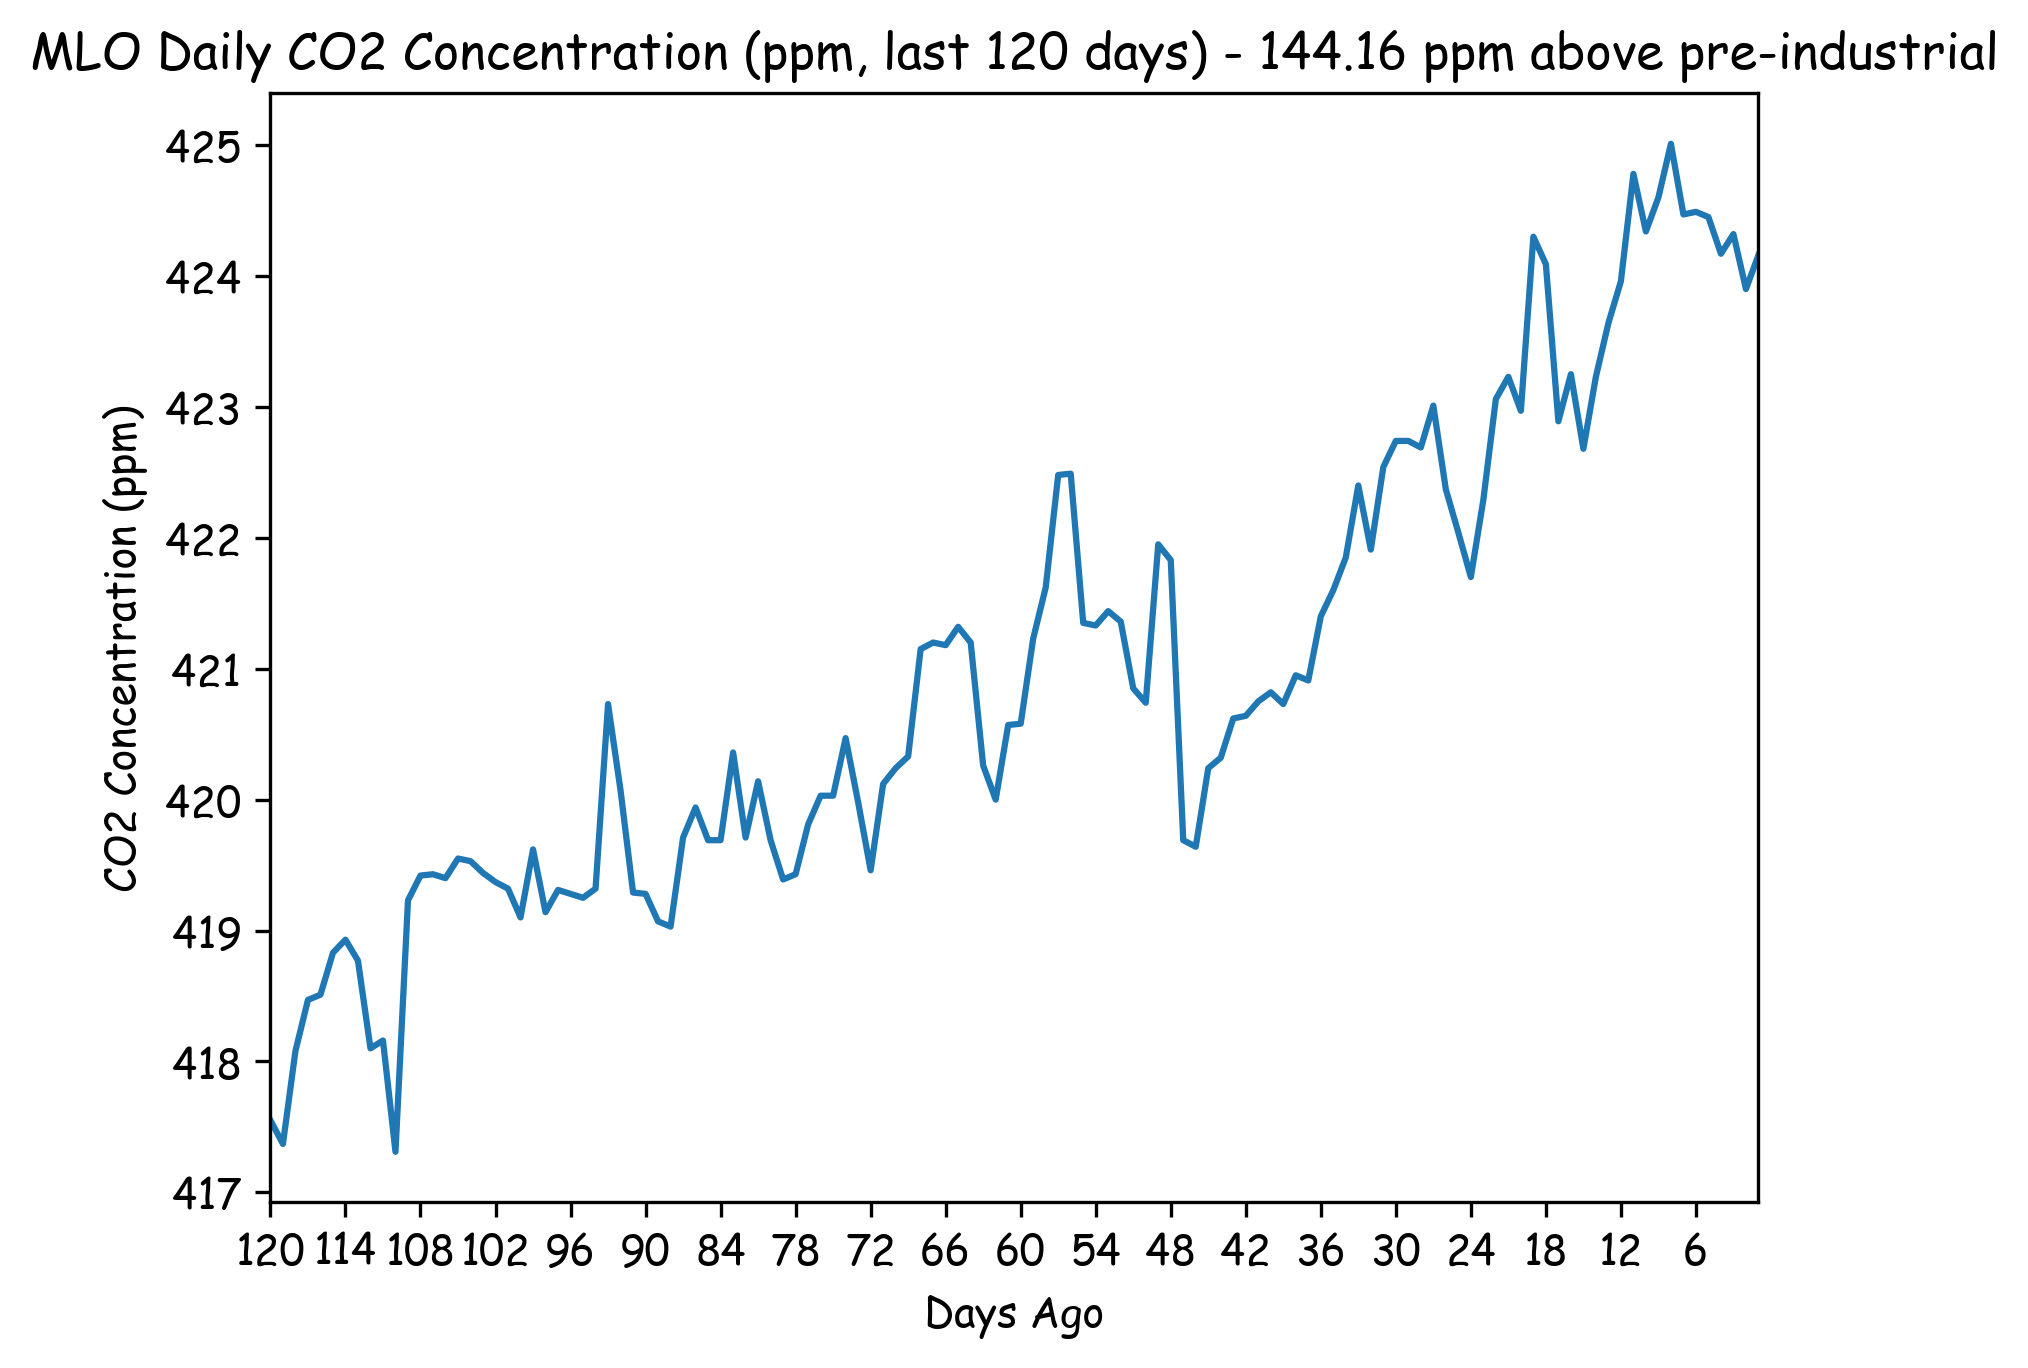 MLO Daily CO2 Concentration (ppm, last 120 days) - 144.16 ppm above pre-industrial
425
424
423
422
421
420
419
418
417
CO2 Concentration (ppm)
120 114 108 102 96 90 84 78 72 66 60 54 48 42 36 30 24 18 12 6
Days Ago